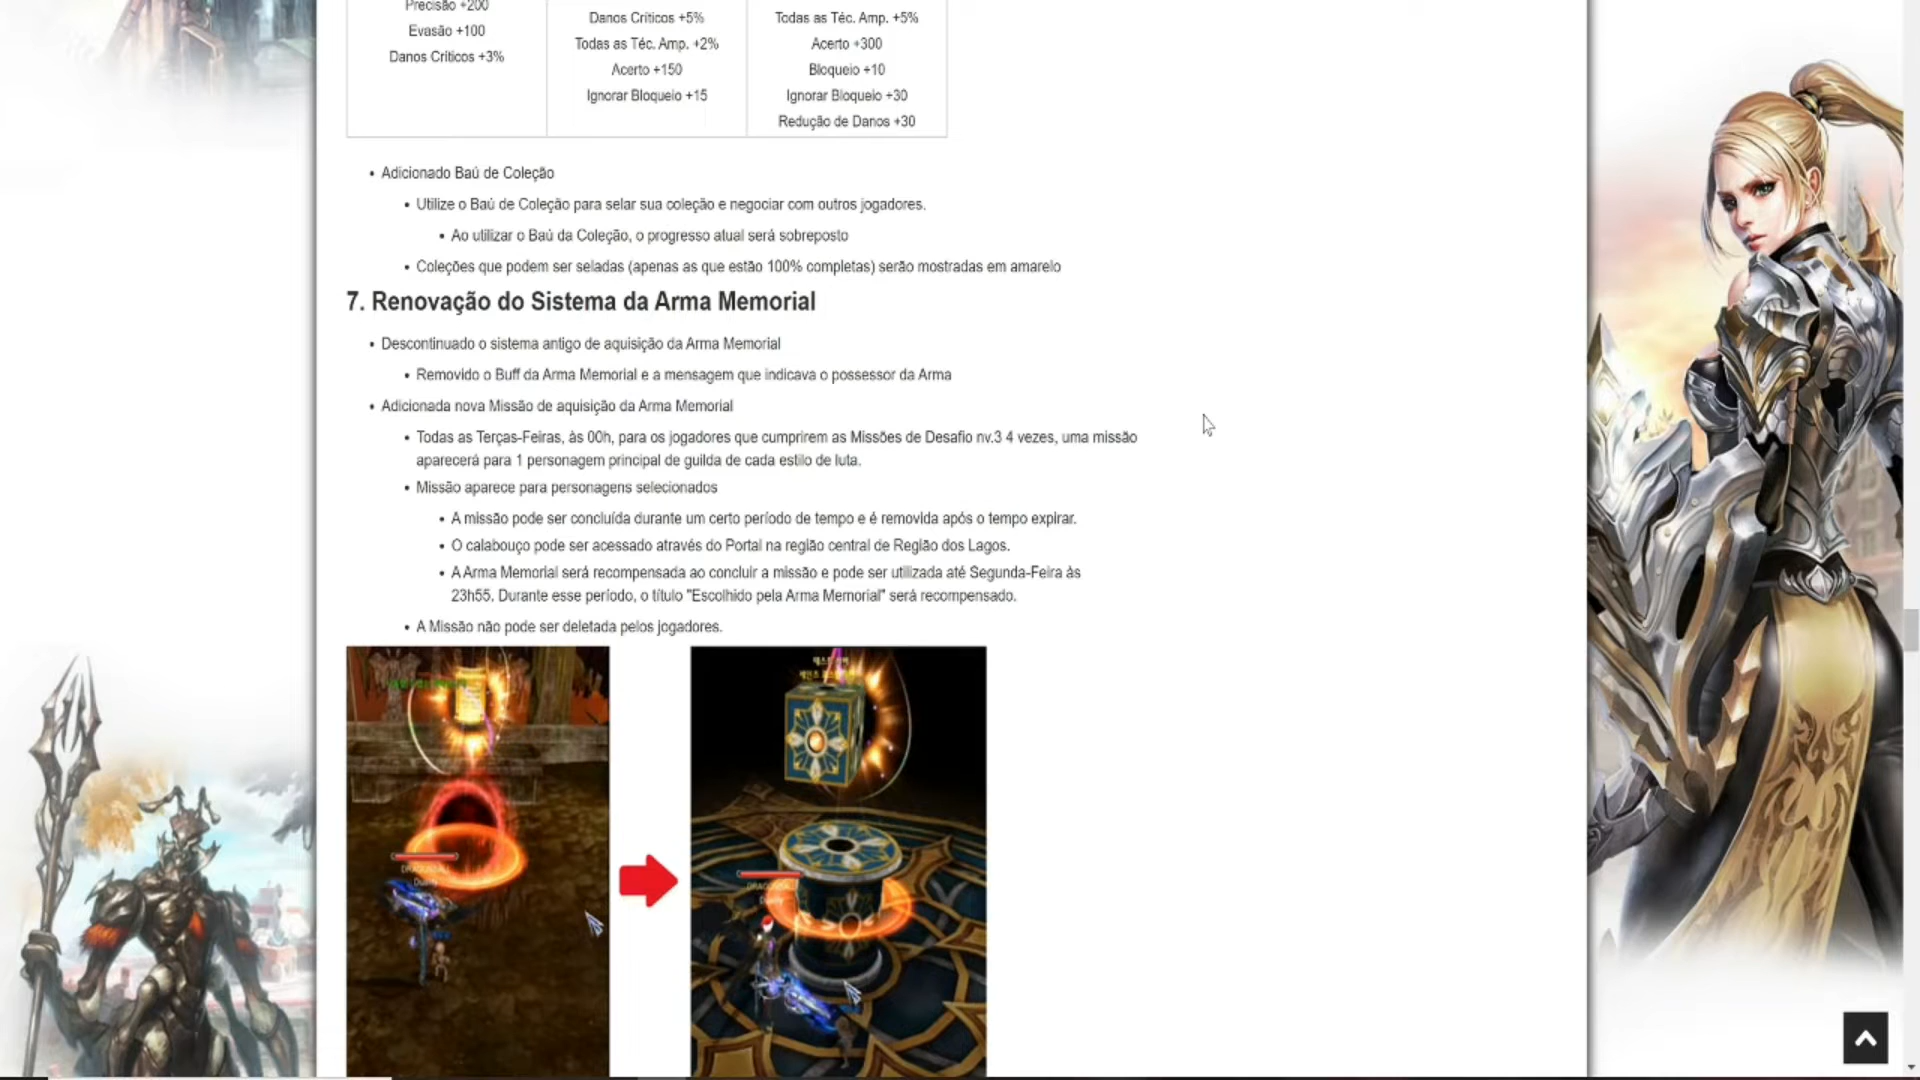 Precisão +200
Evasão +100
Danos Críticos +3%
Danos Críticos +5%
Todas as Téc. Amp. +2%
Acerto +150
Ignorar Bloqueio +15
Todas as Téc. Amp. +5%
Acerto +300
Bloqueio +10
Ignorar Bloqueio +30
Redução de Danos +30
• Adicionado Baú de Coleção
• Utilize o Baú de Coleção para selar sua coleção e negociar com outros jogadores.
• Ao utilizar o Baú da Coleção, o progresso atual será sobreposto
• Coleções que podem ser seladas (apenas as que estão 100% completas) serão mostradas em amarelo
7. Renovação do Sistema da Arma Memorial
• Descontinuado o sistema antigo de aquisição da Arma Memorial
• Removido o Buff da Arma Memorial e a mensagem que indicava o possessor da Arma
• Adicionada nova Missão de aquisição da Arma Memorial
• Todas as Terças-Feiras, às 00h, para os jogadores que cumprirem as Missões de Desafio nv.3 4 vezes, uma missão
aparecerá para 1 personagem principal de guilda de cada estilo de luta.
• Missão aparece para personagens selecionados
• A missão pode ser concluída durante um certo período de tempo e é removida após o tempo expirar.
• O calabouço pode ser acessado através do Portal na região central de Região dos Lagos.
• A Arma Memorial será recompensada ao concluir a missão e pode ser utilizada até Segunda-Feira às
23h55. Durante esse período, o título "Escolhido pela Arma Memorial" será recompensado.
• A Missão não pode ser deletada pelos jogadores.